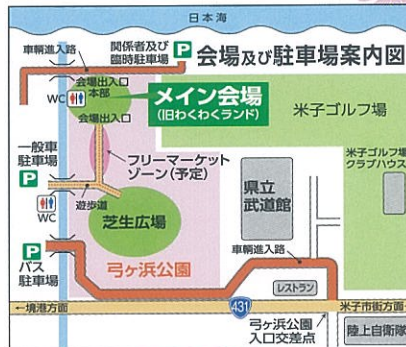 日本海
車輌進入路
関係者及び
臨時駐車場
P
会場及び駐車場案内図
会場出入口
本部
WC
メイン会場
(旧わくわくランド)
米子ゴルフ場
会場出入口
一般車
駐車場
P
フリーマーケット
ゾーン(予定)
米子ゴルフ場
クラブハウス
県立
武道館
WC
遊歩道
芝生広場
車輌進入路
P
バス
駐車場
弓ヶ浜公園
レストラン
←境港方面
431
米子市街方面
弓ヶ浜公園
入口交差点
陸上自衛隊